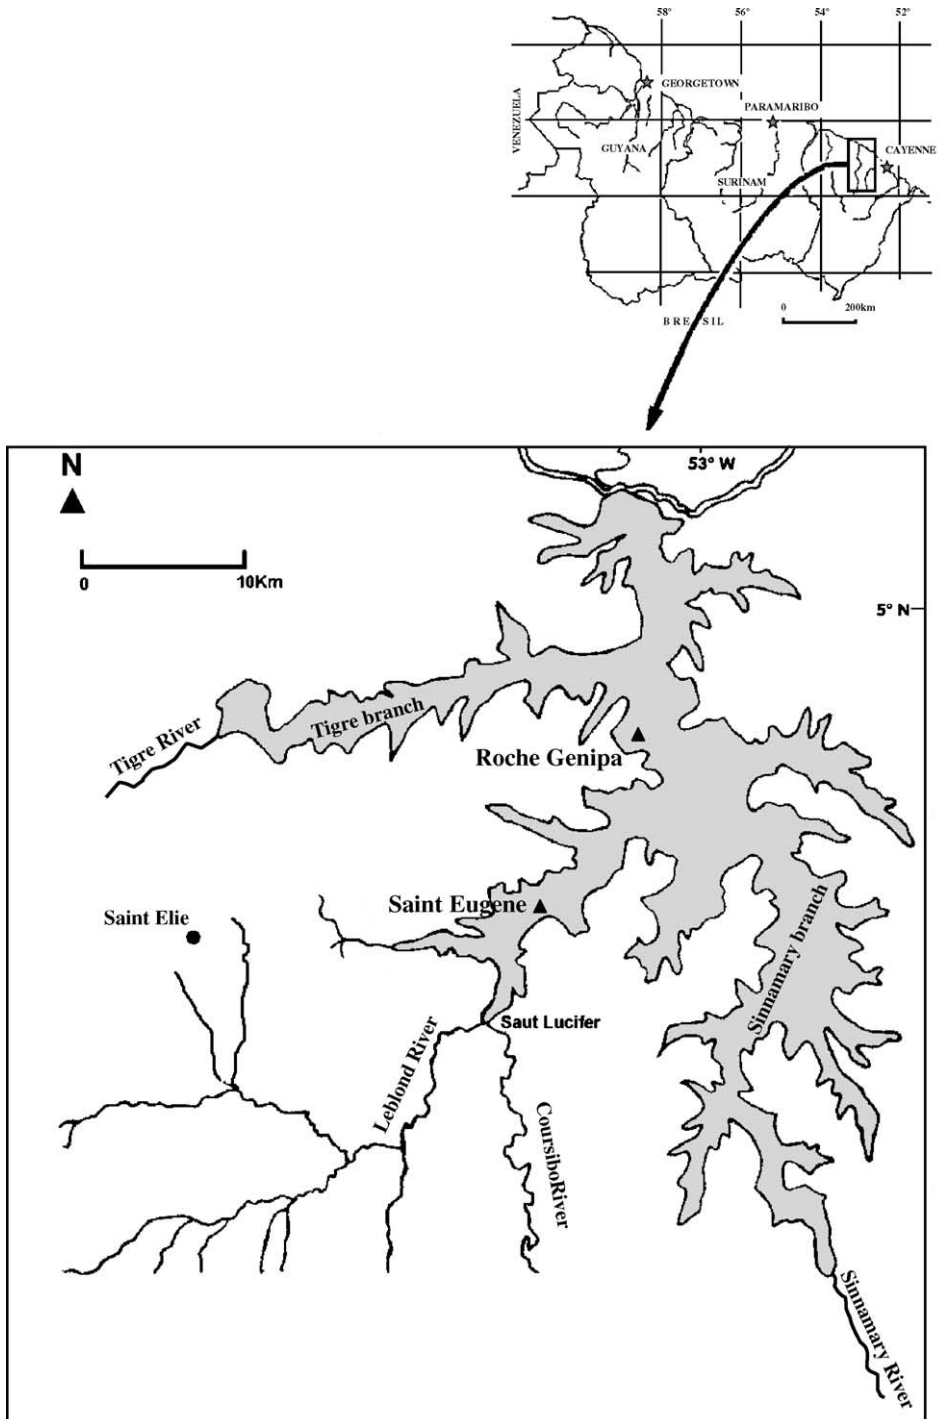 58° 56° 54° 52°
GEORGETOWN
PARAMARIBO
VENEZUELA
GUYANA
CAYENNE
SURINAM
0 200km
BRESIL
N
53° W
0 10Km
5° N
Tigre River
Tigre branch
Roche Genipa
Saint Eugene
Saint Elie
Sinnamary branch
Saut Lucifer
Leblond River
CoursiboRiver
Sinnamary River